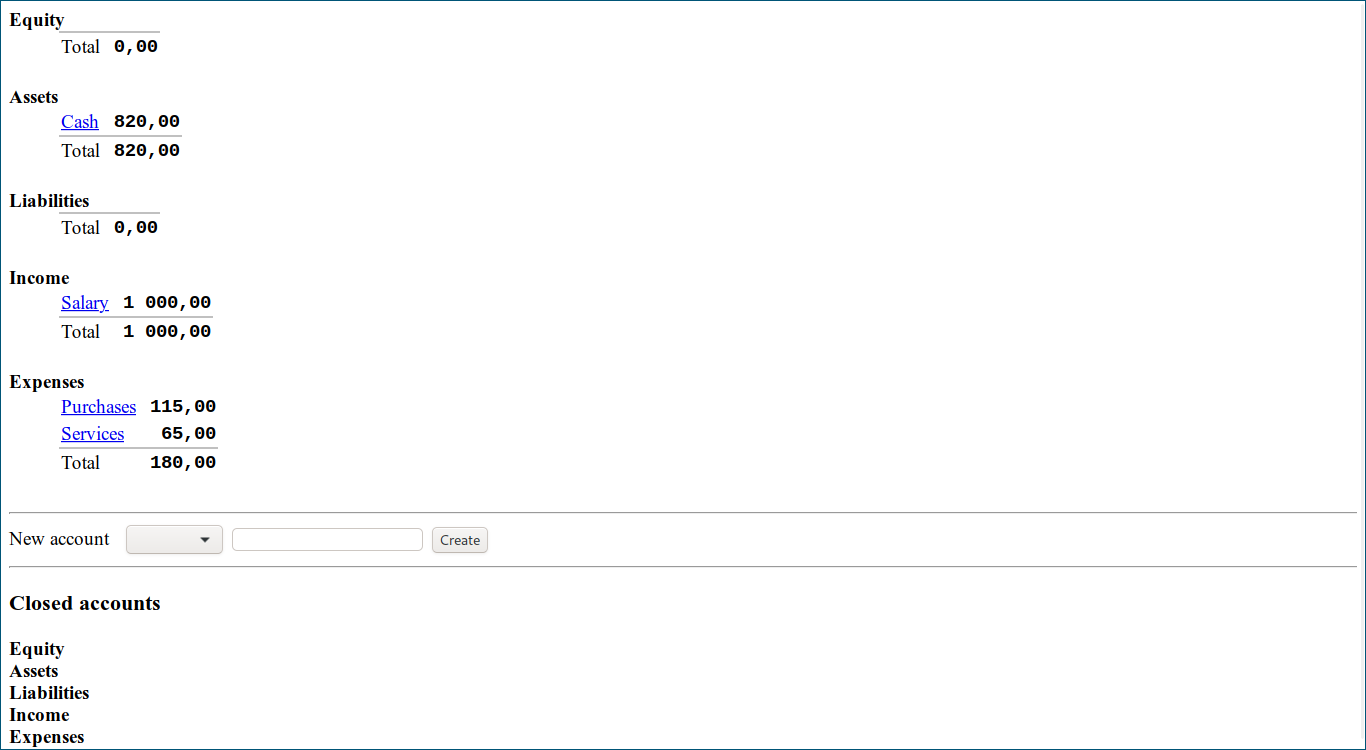 Equity
Total 0,00
Assets
Cash 820,00
Total 820,00
Liabilities
Total 0,00
Income
Salary 1 000,00
Total 1 000,00
Expenses
Purchases 115,00
Services 65,00
Total 180,00
New account Create
Closed accounts
Equity
Assets
Liabilities
Income
Expenses